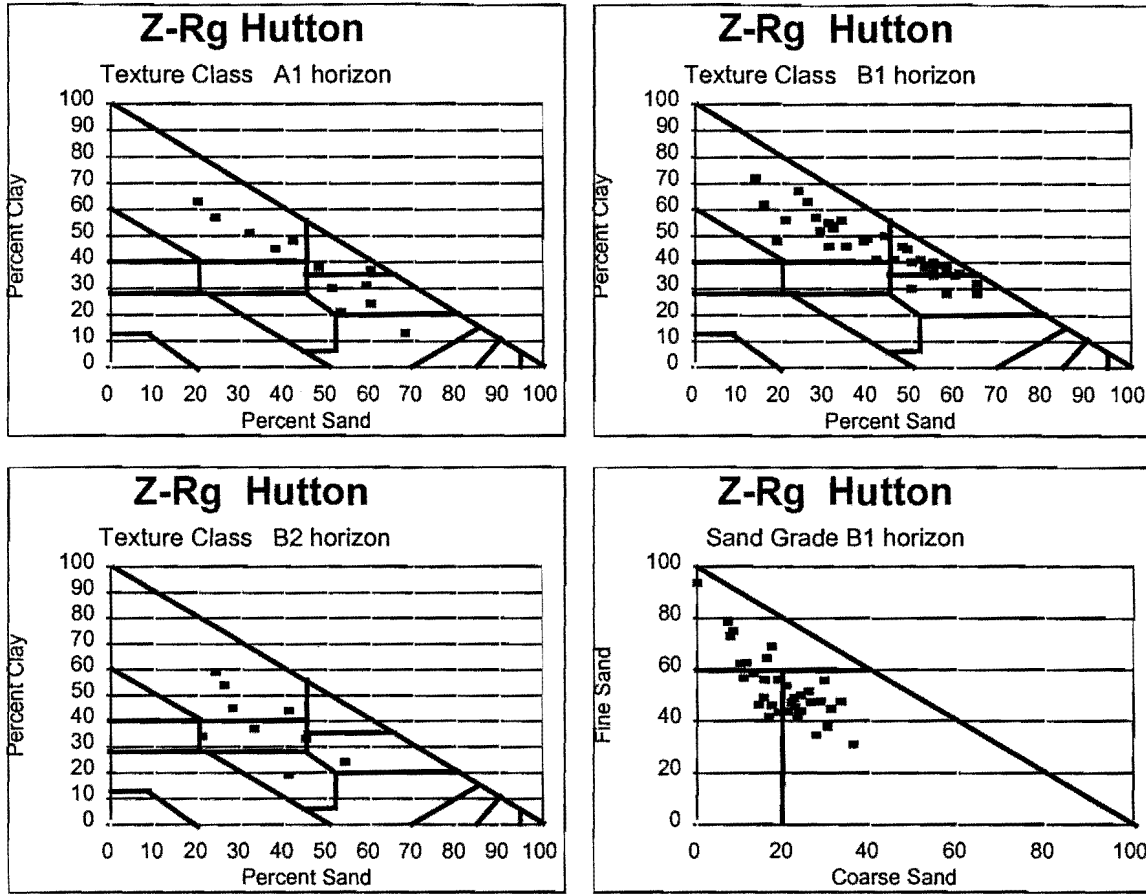 Z-Rg Hutton
Texture Class A1 horizon
100
90
80
70
60
50
40
30
20
10
0
Percent Clay
0 10 20 30 40 50 60 70 80 90 100
Percent Sand
Z-Rg Hutton
Texture Class B1 horizon
100
90
80
70
60
50
40
30
20
10
0
Percent Clay
0 10 20 30 40 50 60 70 80 90 100
Percent Sand
Z-Rg Hutton
Texture Class B2 horizon
100
90
80
70
60
50
40
30
20
10
0
Percent Clay
0 10 20 30 40 50 60 70 80 90 100
Percent Sand
Z-Rg Hutton
Sand Grade B1 horizon
100
80
60
40
20
0
Fine Sand
0 20 40 60 80 100
Coarse Sand